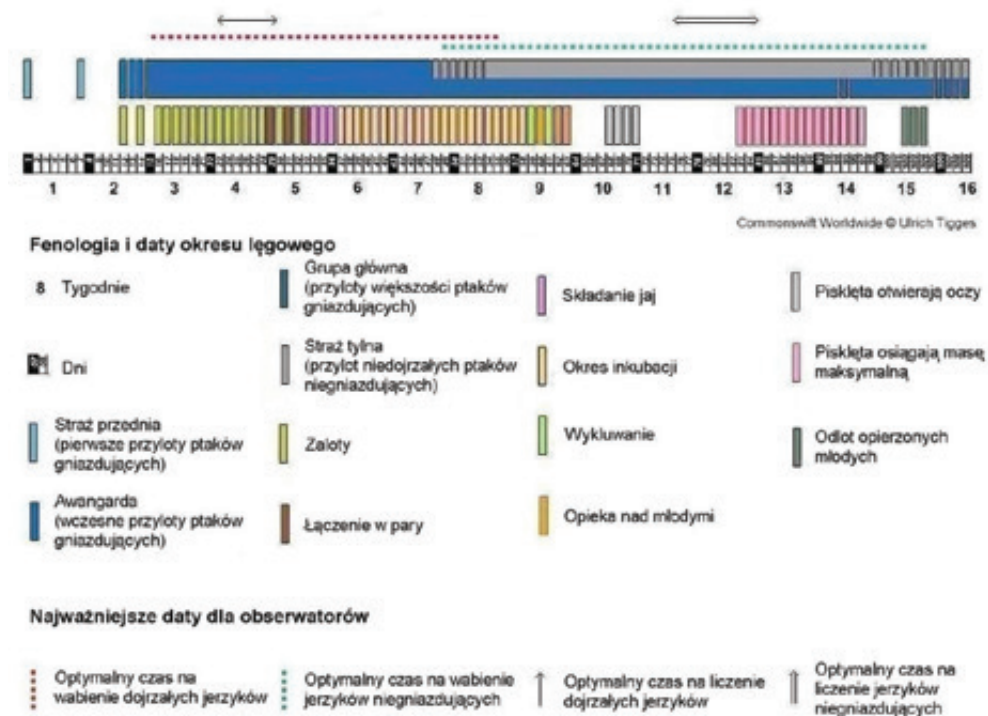 1 2 3 4 5 6 7 8 9 10 11 12 13 14 15 16
Commonswift Worldwide © Ulrich Tigges
Fenologia i daty okresu lęgowego
8 Tygodnie
Dni
Straż przednia
(pierwsze przyloty ptaków
gniazdujących)
Awangarda
(wczesne przyloty ptaków
gniazdujących)
Grupa główna
(przyloty większości ptaków
gniazdujących)
Straż tylna
(przylot niedojrzałych ptaków
niegniazdujących)
Zaloty
Łączenie w pary
Składanie jaj
Okres inkubacji
Wykluwanie
Opieka nad młodymi
Pisklęta otwierają oczy
Pisklęta osiągają masę
maksymalną
Odlot opierzonych
młodych
Najważniejsze daty dla obserwatorów
Optymalny czas na
wabienie dojrzałych jerzyków
Optymalny czas na wabienie
jerzyków niegniazdujących
Optymalny czas na liczenie
dojrzałych jerzyków
Optymalny czas na
liczenie jerzyków
niegniazdujących